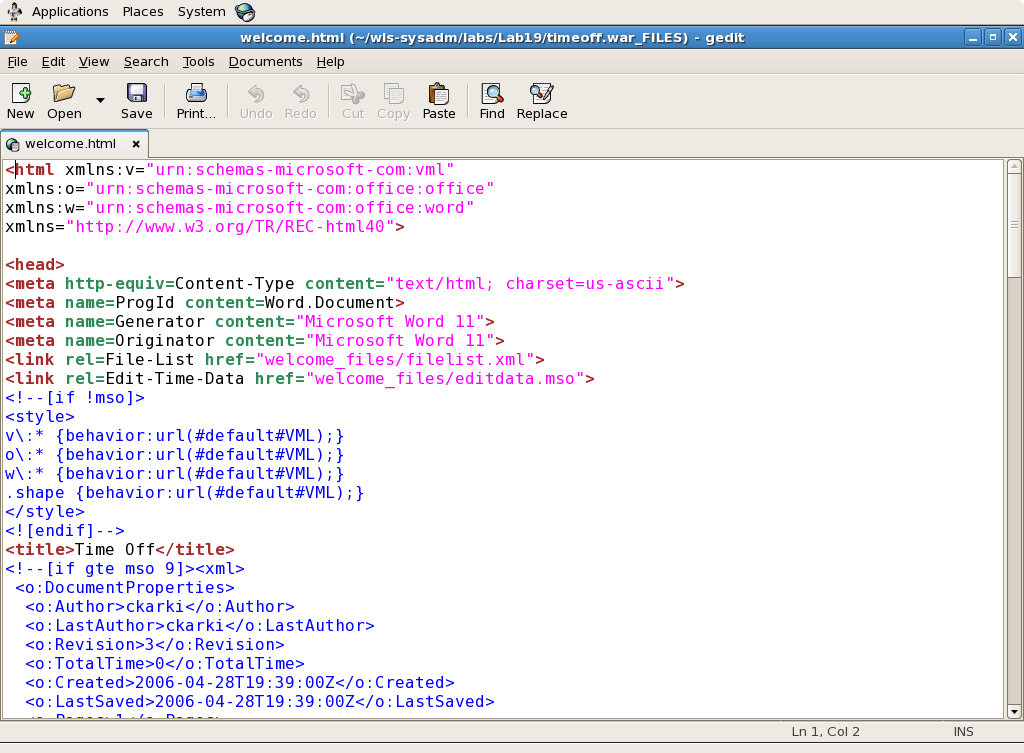 Applications Places System
welcome.html (~/wls-sysadm/labs/Lab19/timeoff.war_FILES) - gedit
File Edit View Search Tools Documents Help
New Open Save Print... Undo Redo Cut Copy Paste Find Replace
welcome.html
<html xmlns:v="urn:schemas-microsoft-com:vml"
xmlns:o="urn:schemas-microsoft-com:office:office"
xmlns:w="urn:schemas-microsoft-com:office:word"
xmlns="http://www.w3.org/TR/REC-html40">
<head>
<meta http-equiv=Content-Type content="text/html; charset=us-ascii">
<meta name=ProgId content=Word.Document>
<meta name=Generator content="Microsoft Word 11">
<meta name=Originator content="Microsoft Word 11">
<link rel=File-List href="welcome_files/filelist.xml">
<link rel=Edit-Time-Data href="welcome_files/editdata.mso">
<!--[if !mso]>
<style>
v\:* {behavior:url(#default#VML);}
o\:* {behavior:url(#default#VML);}
w\:* {behavior:url(#default#VML);}
.shape {behavior:url(#default#VML);}
</style>
<![endif]-->
<title>Time Off</title>
<!--[if gte mso 9]><xml>
<o:DocumentProperties>
<o:Author>ckarki</o:Author>
<o:LastAuthor>ckarki</o:LastAuthor>
<o:Revision>3</o:Revision>
<o:TotalTime>0</o:TotalTime>
<o:Created>2006-04-28T19:39:00Z</o:Created>
<o:LastSaved>2006-04-28T19:39:00Z</o:LastSaved>
<o:Pages>1</o:Pages>
Ln 1, Col 2 INS